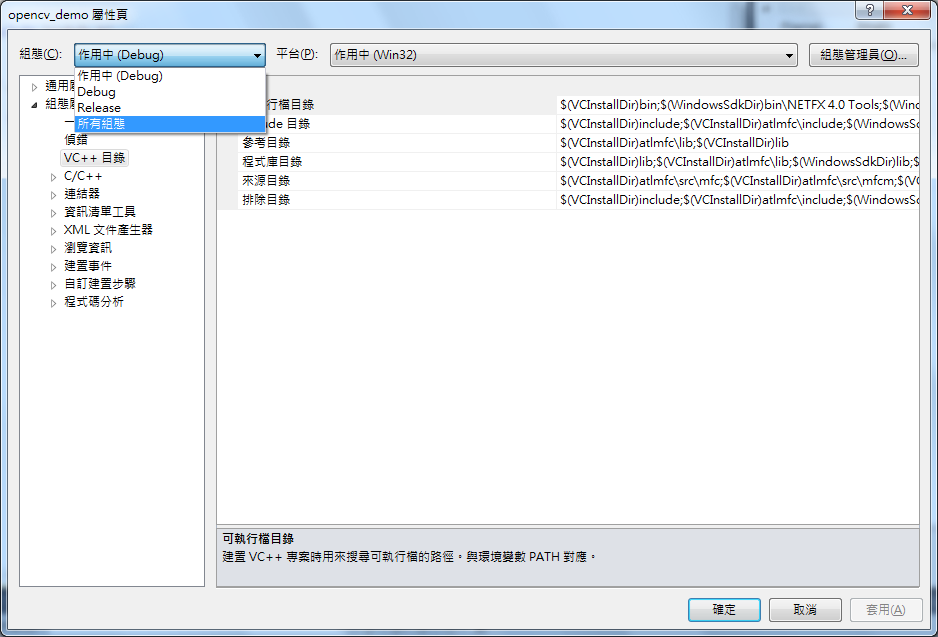 opencv_demo 屬性頁
組態(C):
作用中 (Debug)
平台(P):
作用中 (Win32)
組態管理員(O)...
作用中 (Debug)
Debug
Release
所有組態
通用
組態
偵錯
VC++ 目錄
C/C++
連結器
資訊清單工具
XML 文件產生器
瀏覽資訊
建置事件
自訂建置步驟
程式碼分析
行檔目錄 $(VCInstallDir)bin;$(WindowsSdkDir)bin\NETFX 4.0 Tools;$(Winc
de 目錄 $(VCInstallDir)include;$(VCInstallDir)atlmfc\include;$(WindowsSc
參考目錄 $(VCInstallDir)atlmfc\lib;$(VCInstallDir)lib
程式庫目錄 $(VCInstallDir)lib;$(VCInstallDir)atlmfc\lib;$(WindowsSdkDir)lib;$
來源目錄 $(VCInstallDir)atlmfc\src\mfc;$(VCInstallDir)atlmfc\src\mfcm;$(VC
排除目錄 $(VCInstallDir)include;$(VCInstallDir)atlmfc\include;$(WindowsSc
可執行檔目錄
建置 VC++ 專案時用來搜尋可執行檔的路徑。與環境變數 PATH 對應。
確定
取消
套用(A)